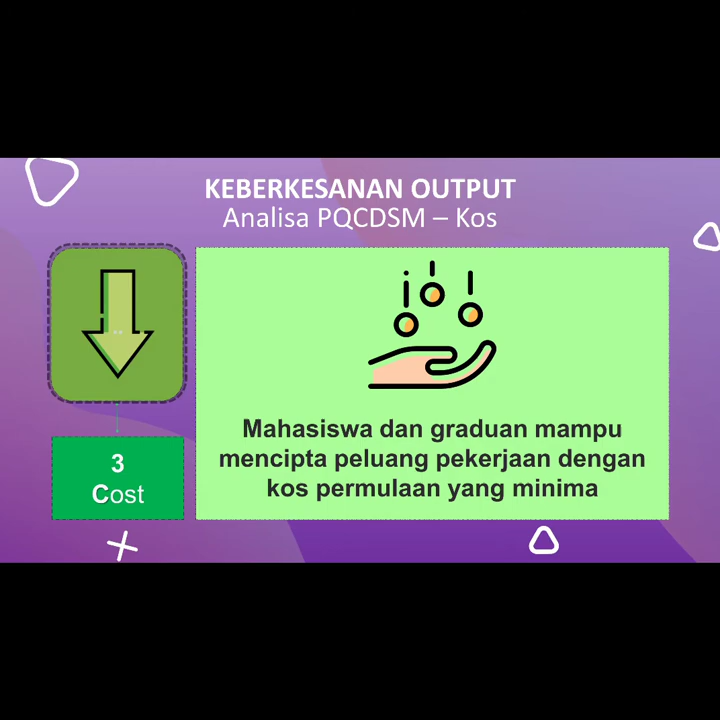 KEBERKESANAN OUTPUT
Analisa PQCDSM – Kos
3
Cost
Mahasiswa dan graduan mampu
mencipta peluang pekerjaan dengan
kos permulaan yang minima